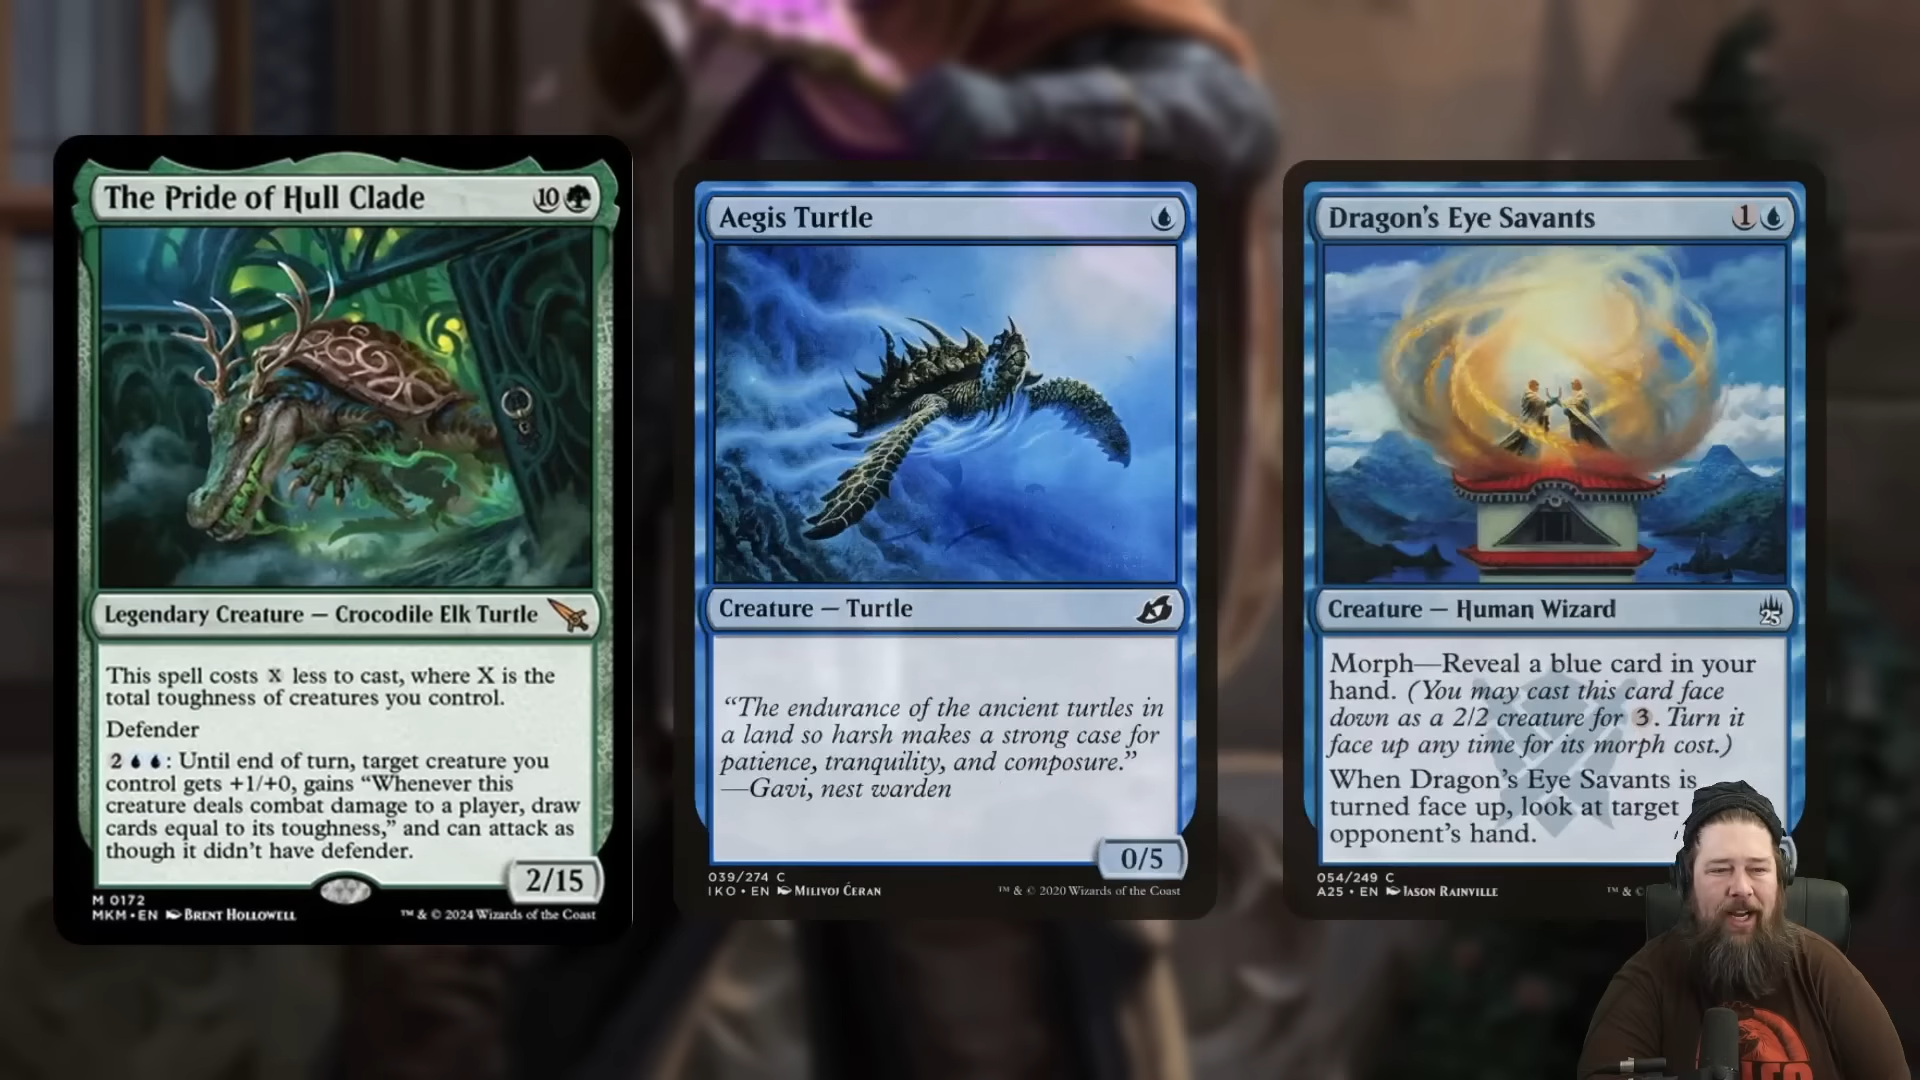 The Pride of Hull Clade 10
Legendary Creature — Crocodile Elk Turtle
This spell costs X less to cast, where X is the
total toughness of creatures you control.
Defender
2 : Until end of turn, target creature you
control gets +1/+0, gains “Whenever this
creature deals combat damage to a player, draw
cards equal to its toughness,” and can attack as
though it didn’t have defender.
2/15
M 0172
MKM • EN Brent Hollowell
™ & © 2024 Wizards of the Coast
Aegis Turtle
Creature — Turtle
“The endurance of the ancient turtles in
a land so harsh makes a strong case for
patience, tranquility, and composure.”
—Gavi, nest warden
0/5
039/274 C
IKO • EN Milivoj Ćeran
™ & © 2020 Wizards of the Coast
Dragon’s Eye Savants 1
Creature — Human Wizard
25
Morph—Reveal a blue card in your
hand. (You may cast this card face
down as a 2/2 creature for 3. Turn it
face up any time for its morph cost.)
When Dragon’s Eye Savants is
turned face up, look at target
opponent’s hand.
054/249 C
A25 • EN Jason Rainville
™ & ©